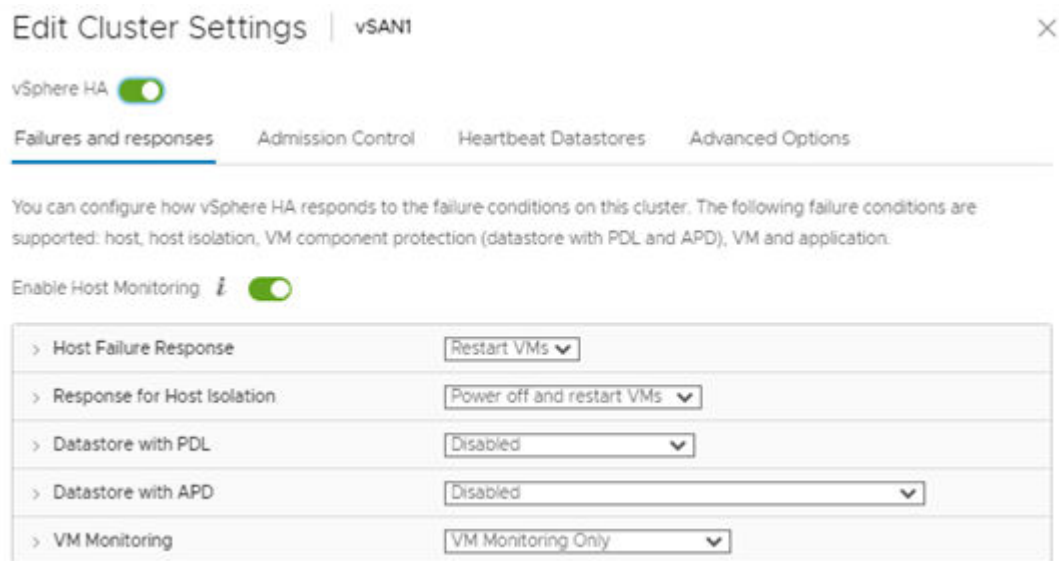 Edit Cluster Settings vSAN1
vSphere HA
Failures and responses Admission Control Heartbeat Datastores Advanced Options
You can configure how vSphere HA responds to the failure conditions on this cluster. The following failure conditions are
supported: host, host isolation, VM component protection (datastore with PDL and APD), VM and application.
Enable Host Monitoring i
> Host Failure Response Restart VMs
> Response for Host Isolation Power off and restart VMs
> Datastore with PDL Disabled
> Datastore with APD Disabled
> VM Monitoring VM Monitoring Only